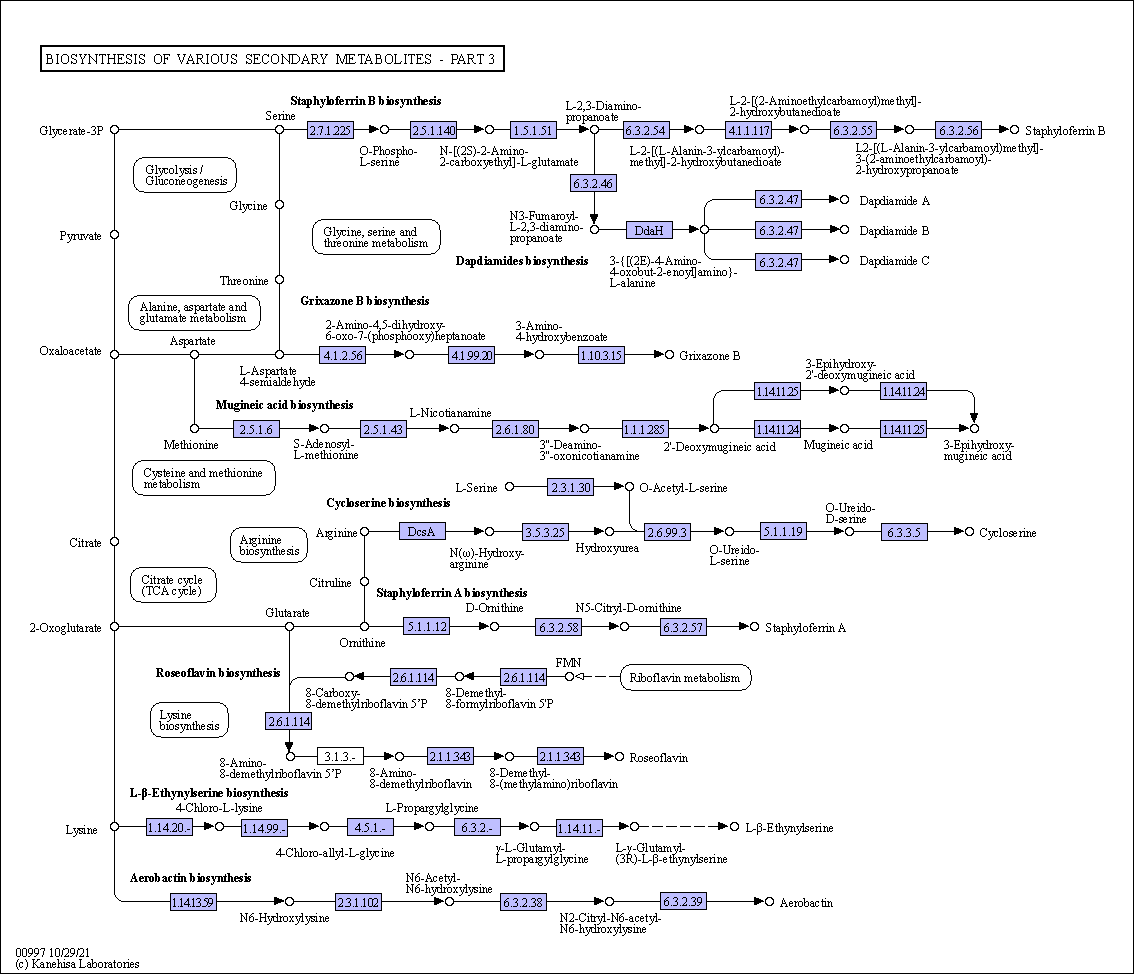 BIOSYNTHESIS OF VARIOUS SECONDARY METABOLITES - PART 3
Staphyloferrin B biosynthesis
Glycerate-3P
Serine
2.7.1.225
O-Phospho-
L-serine
2.5.1.140
N-[(2S)-2-Amino-
2-carboxyethyl]-L-glutamate
1.5.1.51
L-2,3-Diamino-
propanoate
6.3.2.54
L-2-[(L-Alanin-3-ylcarbamoyl)-
methyl]-2-hydroxybutanedioate
4.1.1.117
L-2-[(2-Aminoethylcarbamoyl)methyl]-
2-hydroxybutanedioate
6.3.2.55
L2-[(L-Alanin-3-ylcarbamoyl)methyl]-
3-(2-aminoethylcarbamoyl)-
2-hydroxypropanoate
6.3.2.56
Staphyloferrin B
Glycolysis /
Gluconeogenesis
Glycine
Pyruvate
Glycine, serine and
threonine metabolism
Threonine
6.3.2.46
N3-Fumaroyl-
L-2,3-diamino-
propanoate
DdaH
6.3.2.47
Dapdiamide A
6.3.2.47
Dapdiamide B
6.3.2.47
Dapdiamide C
Dapdiamides biosynthesis
3-{[(2E)-4-Amino-
4-oxobut-2-enoyl]amino}-
L-alanine
Alanine, aspartate and
glutamate metabolism
Grixazone B biosynthesis
Oxaloacetate
Aspartate
L-Aspartate
4-semialdehyde
4.1.2.56
2-Amino-4,5-dihydroxy-
6-oxo-7-(phosphooxy)heptanoate
4.1.99.20
3-Amino-
4-hydroxybenzoate
1.10.3.15
Grixazone B
Mugineic acid biosynthesis
Methionine
2.5.1.6
S-Adenosyl-
L-methionine
2.5.1.43
L-Nicotianamine
2.6.1.80
3"-Deamino-
3"-oxonicotianamine
1.1.1.285
2'-Deoxymugineic acid
1.14.11.25
3-Epihydroxy-
2'-deoxymugineic acid
1.14.11.24
1.14.11.24
Mugineic acid
1.14.11.25
3-Epihydroxy-
mugineic acid
Cysteine and methionine
metabolism
L-Serine
2.3.1.30
O-Acetyl-L-serine
Cycloserine biosynthesis
Arginine
biosynthesis
Arginine
DcsA
N(ω)-Hydroxy-
arginine
3.5.3.25
Hydroxyurea
2.6.99.3
O-Ureido-
L-serine
5.1.1.19
O-Ureido-
D-serine
6.3.3.5
Cycloserine
Citrate
Citrate cycle
(TCA cycle)
Citrulline
Staphyloferrin A biosynthesis
2-Oxoglutarate
Glutarate
Ornithine
5.1.1.12
D-Ornithine
6.3.2.58
N5-Citryl-D-ornithine
6.3.2.57
Staphyloferrin A
Roseoflavin biosynthesis
8-Carboxy-
8-demethylriboflavin 5'P
2.6.1.114
8-Demethyl-
8-formylriboflavin 5'P
2.6.1.114
FMN
Riboflavin metabolism
Lysine
biosynthesis
2.6.1.114
8-Amino-
8-demethylriboflavin 5'P
3.1.3.-
8-Amino-
8-demethylriboflavin
2.1.1.343
8-Demethyl-
8-(methylamino)riboflavin
2.1.1.343
Roseoflavin
L-β-Ethynylserine biosynthesis
Lysine
1.14.20.-
4-Chloro-L-lysine
1.14.99.-
4-Chloro-allyl-L-glycine
4.5.1.-
L-Propargylglycine
6.3.2.-
γ-L-Glutamyl-
L-propargylglycine
1.14.11.-
L-γ-Glutamyl-
(3R)-L-β-ethynylserine
L-β-Ethynylserine
Aerobactin biosynthesis
1.14.13.59
N6-Hydroxylysine
2.3.1.102
N6-Acetyl-
N6-hydroxylysine
6.3.2.38
N2-Citryl-N6-acetyl-
N6-hydroxylysine
6.3.2.39
Aerobactin
00997 10/29/21
(c) Kanehisa Laboratories